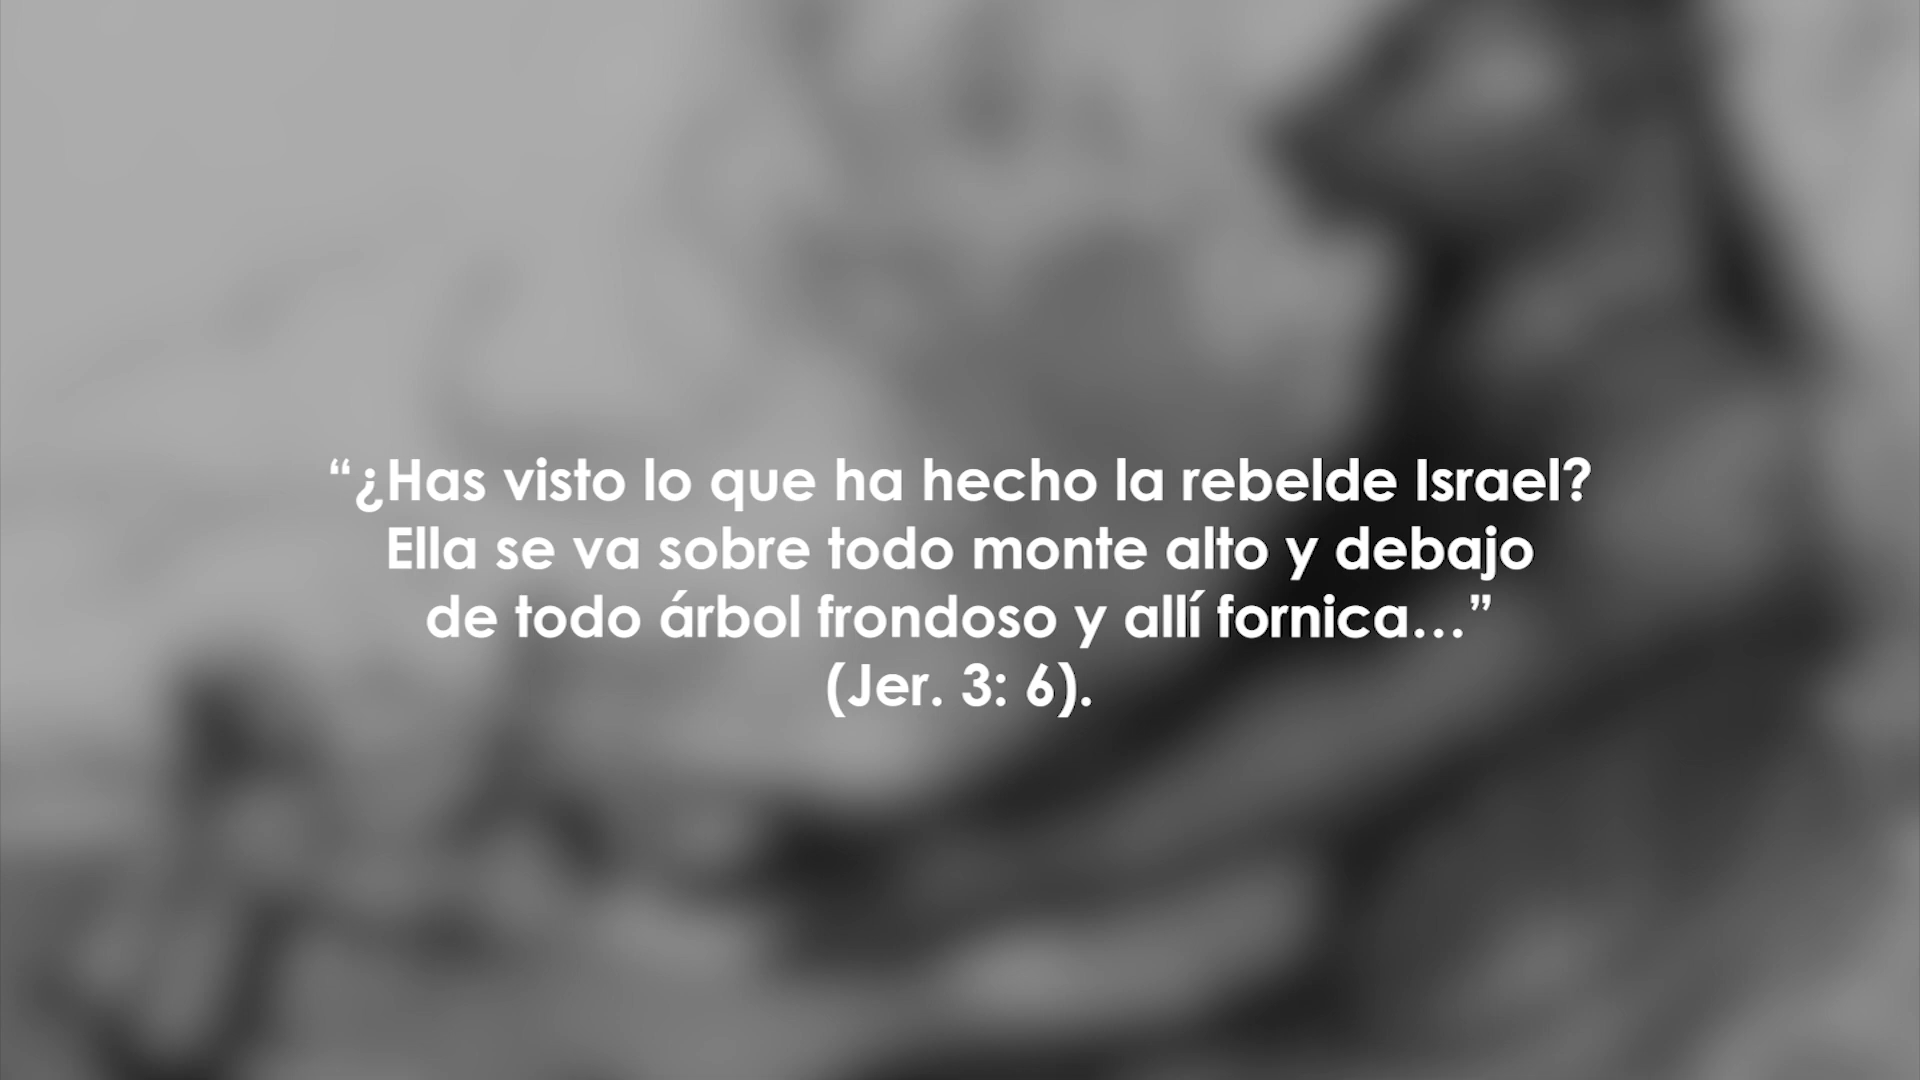 “¿Has visto lo que ha hecho la rebelde Israel?
Ella se va sobre todo monte alto y debajo
de todo árbol frondoso y allí fornica…”
(Jer. 3: 6).